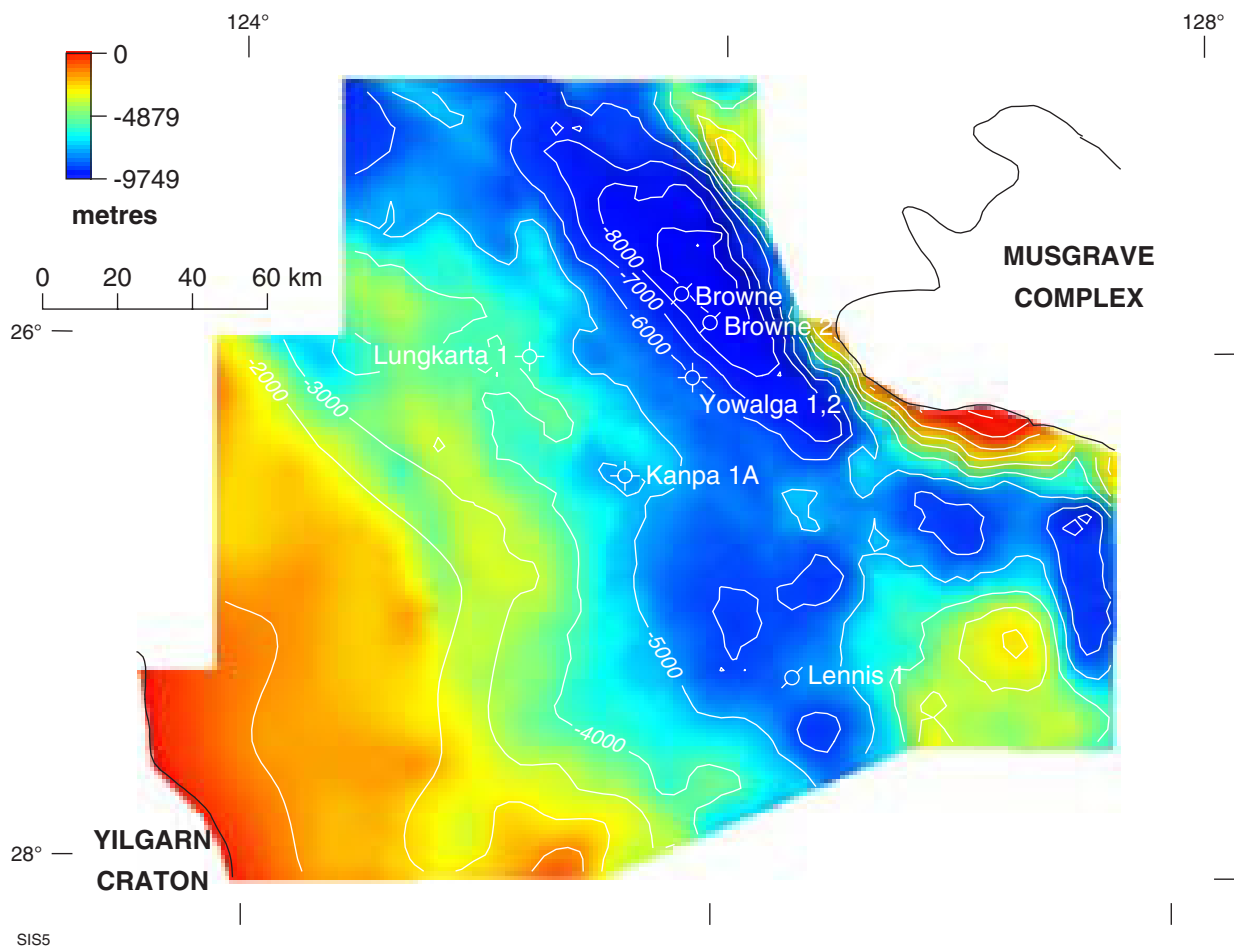 124°
128°
0
-4879
-9749
metres
0 20 40 60 km
MUSGRAVE
COMPLEX
-8000
-7000
-6000
Browne
Browne 2
26°
Lungkarta 1
-2000
-3000
Yowalga 1,2
Kanpa 1A
-5000
Lennis 1
-4000
YILGARN
CRATON
28°
SIS5